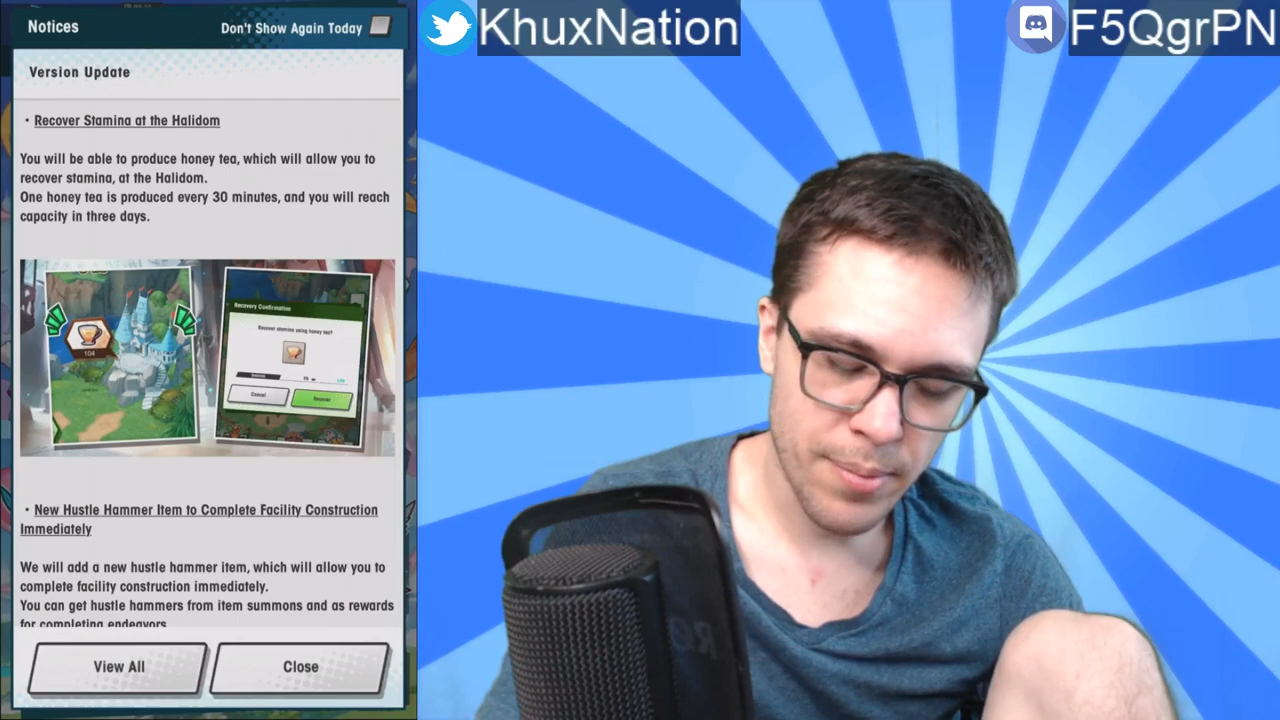 Notices
Don't Show Again Today
Version Update
・Recover Stamina at the Halidom
You will be able to produce honey tea, which will allow you to
recover stamina, at the Halidom.
One honey tea is produced every 30 minutes, and you will reach
capacity in three days.
104
Recovery Confirmation
Recover stamina using honey tea?
Cancel
Recover
・New Hustle Hammer Item to Complete Facility Construction
Immediately
We will add a new hustle hammer item, which will allow you to
complete facility construction immediately.
You can get hustle hammers from item summons and as rewards
for completing endeavors
View All
Close
KhuxNation
F5QgrPN